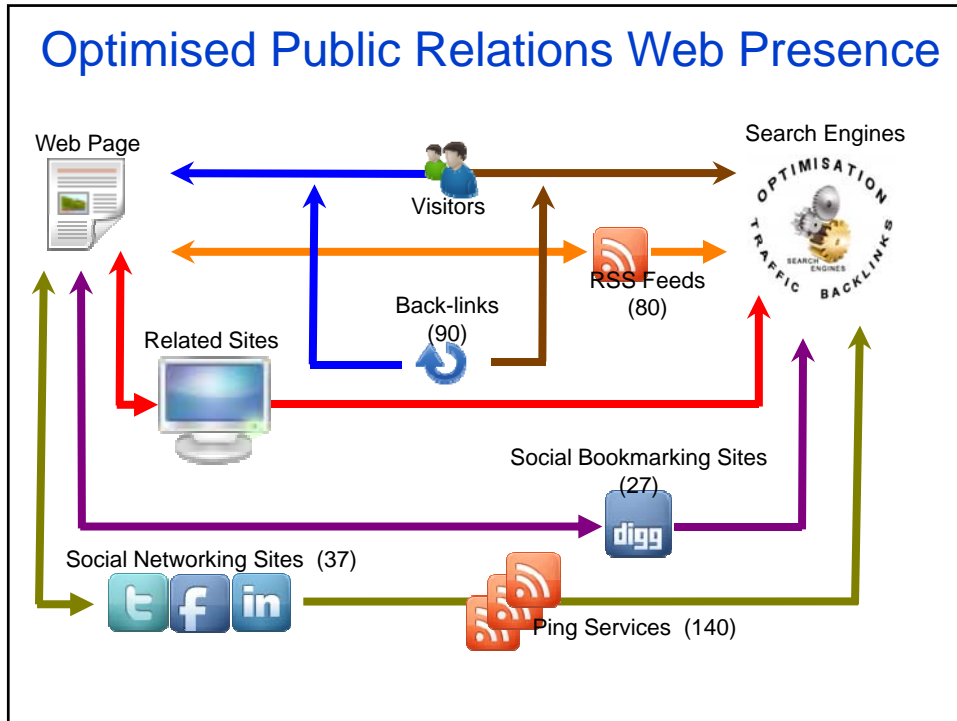 Optimised Public Relations Web Presence
Web Page
Search Engines
Visitors
OPTIMISATION
TRAFFIC BACKLINKS
SEARCH
ENGINES
RSS Feeds
(80)
Back-links
(90)
Related Sites
Social Bookmarking Sites
(27)
digg
Social Networking Sites (37)
t f in
Ping Services (140)